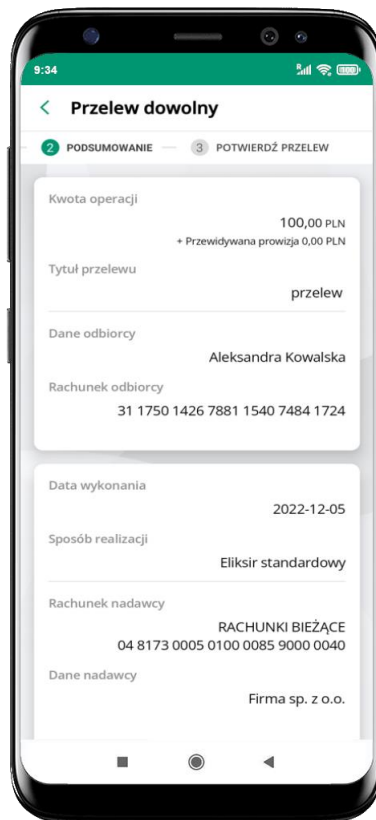 9:34
Przelew dowolny
2 PODSUMOWANIE 3 POTWIERDŹ PRZELEW
Kwota operacji
100,00 PLN
+ Przewidywana prowizja 0,00 PLN
Tytuł przelewu
przelew
Dane odbiorcy
Aleksandra Kowalska
Rachunek odbiorcy
31 1750 1426 7881 1540 7484 1724
Data wykonania
2022-12-05
Sposób realizacji
Eliksir standardowy
Rachunek nadawcy
RACHUNKI BIEŻĄCE
04 8173 0005 0100 0085 9000 0040
Dane nadawcy
Firma sp. z o.o.